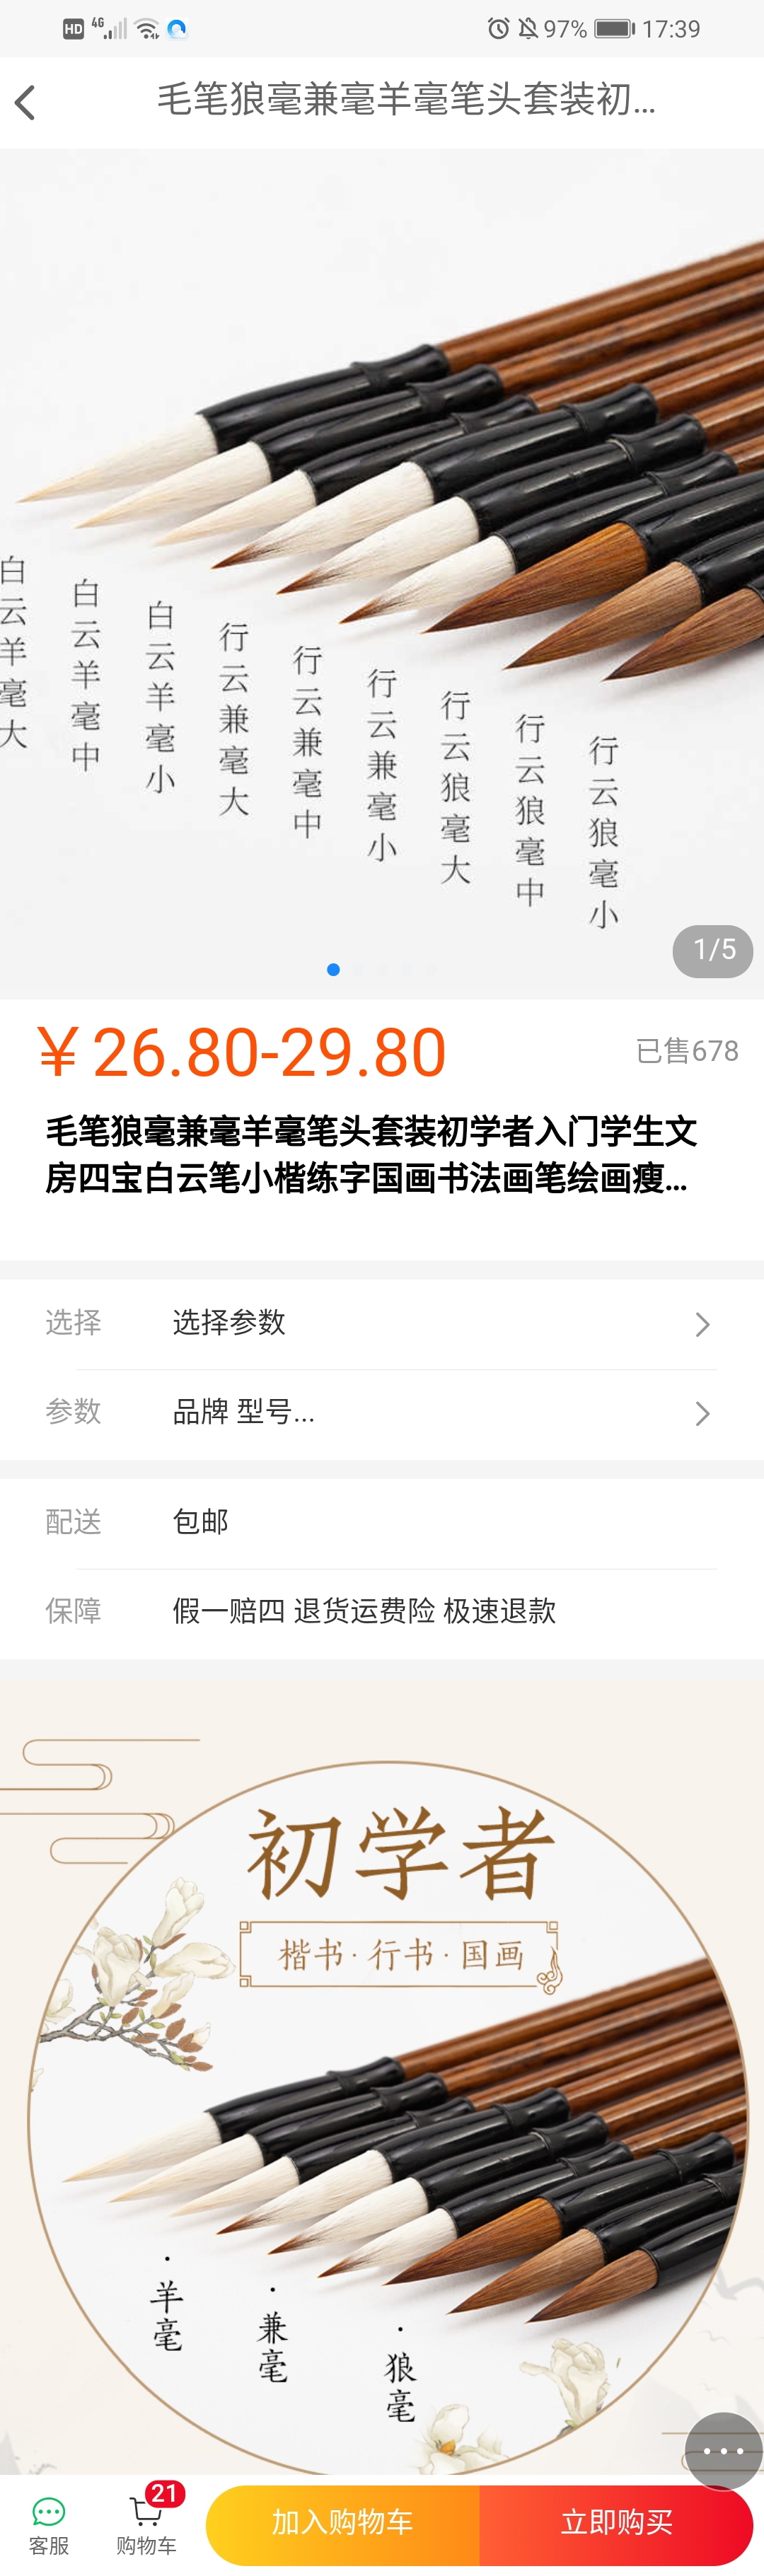 HD 4G 97% 17:39
毛笔狼毫兼毫羊毫笔头套装初...
白云羊毫大
白云羊毫中
白云羊毫小
行云兼毫大
行云兼毫中
行云兼毫小
行云狼毫大
行云狼毫中
行云狼毫小
1/5
￥26.80-29.80
已售678
毛笔狼毫兼毫羊毫笔头套装初学者入门学生文
房四宝白云笔小楷练字国画书法画笔绘画瘦...
选择 选择参数
参数 品牌 型号...
配送 包邮
保障 假一赔四 退货运费险 极速退款
初学者
楷书·行书·国画
·羊毫
·兼毫
·狼毫
客服
21
购物车
加入购物车
立即购买